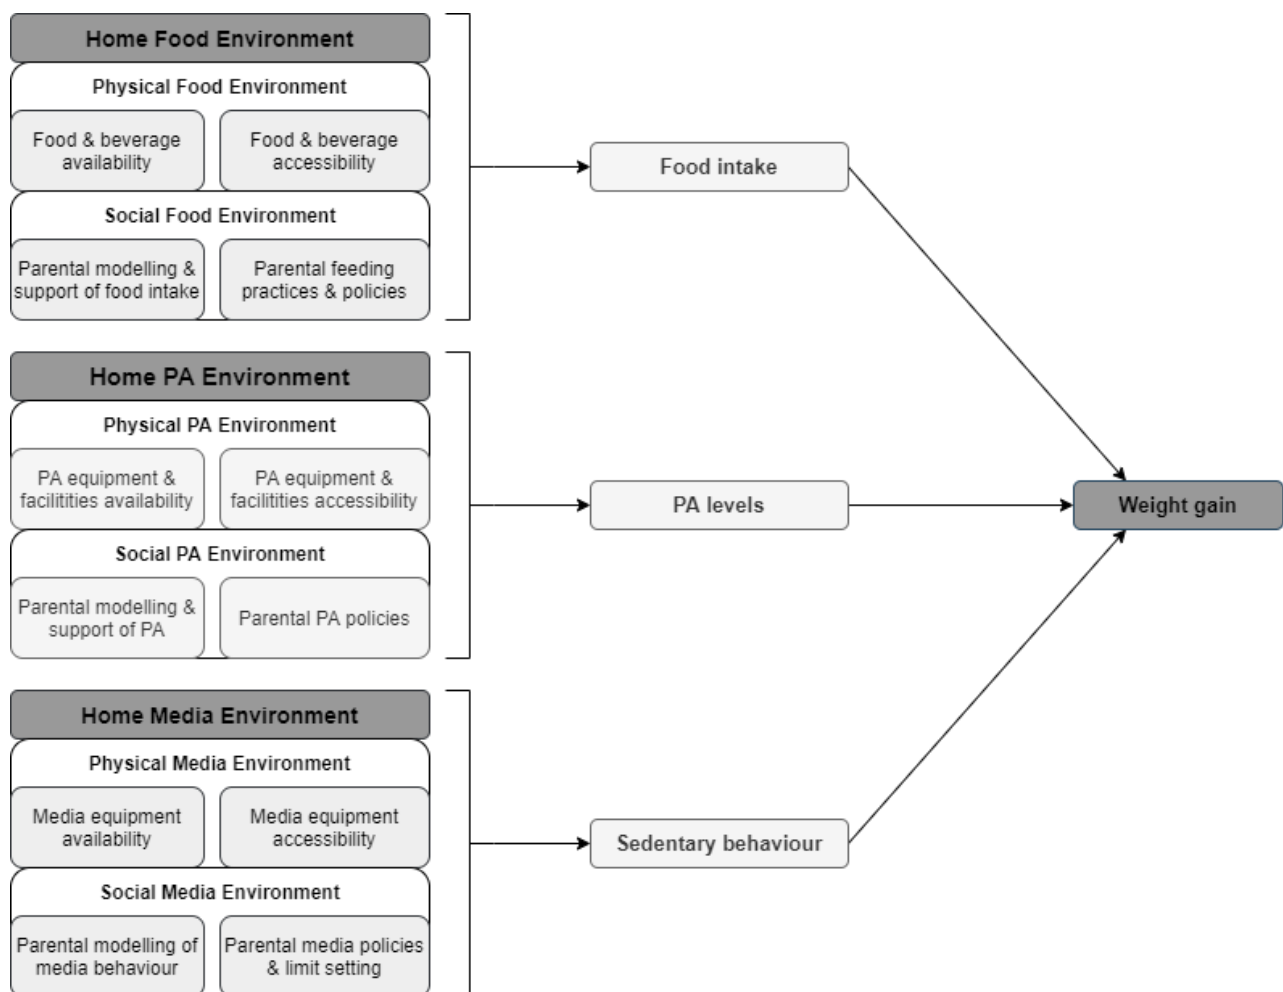 Home Food Environment
Physical Food Environment
Food & beverage
availability
Food & beverage
accessibility
Social Food Environment
Parental modelling &
support of food intake
Parental feeding
practices & policies
Food intake
Home PA Environment
Physical PA Environment
PA equipment &
facilitities availability
PA equipment &
facilitities accessibility
Social PA Environment
Parental modelling &
support of PA
Parental PA policies
PA levels
Weight gain
Home Media Environment
Physical Media Environment
Media equipment
availability
Media equipment
accessibility
Social Media Environment
Parental modelling of
media behaviour
Parental media policies
& limit setting
Sedentary behaviour